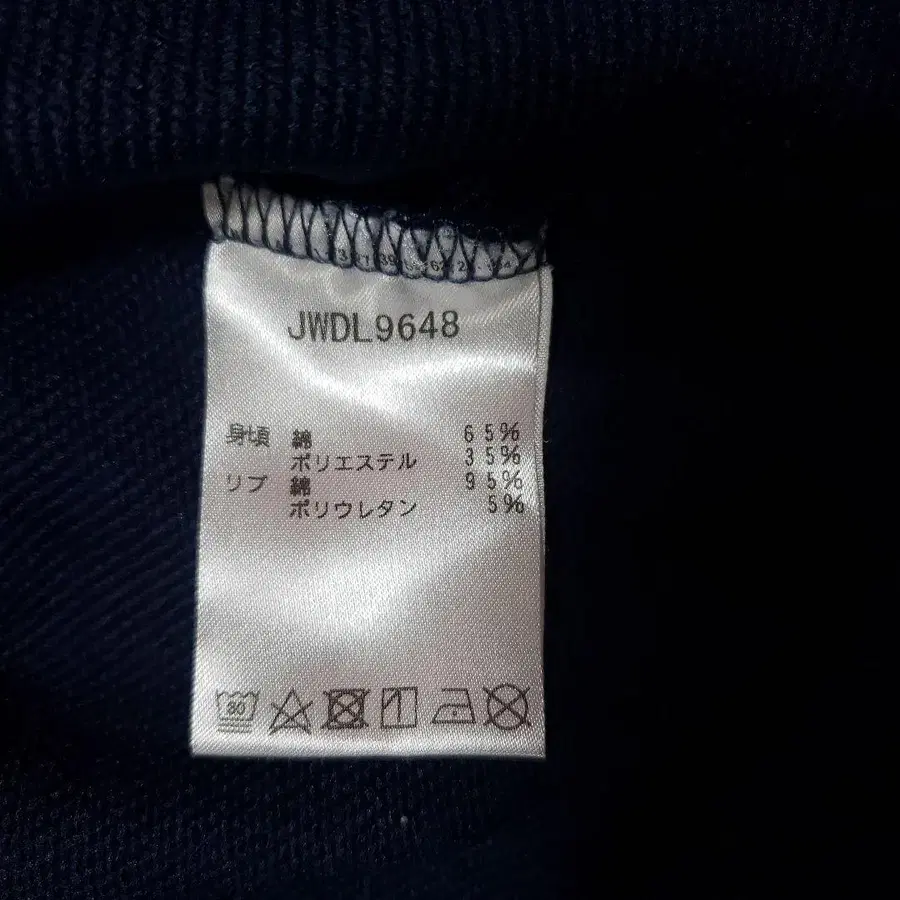 JWDL9648
身頃 綿 65%
ポリエステル 35%
リブ 綿 95%
ポリウレタン 5%